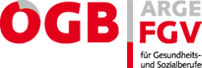 ÖGB ARGE
FGV
für Gesundheits-
und Sozialberufe